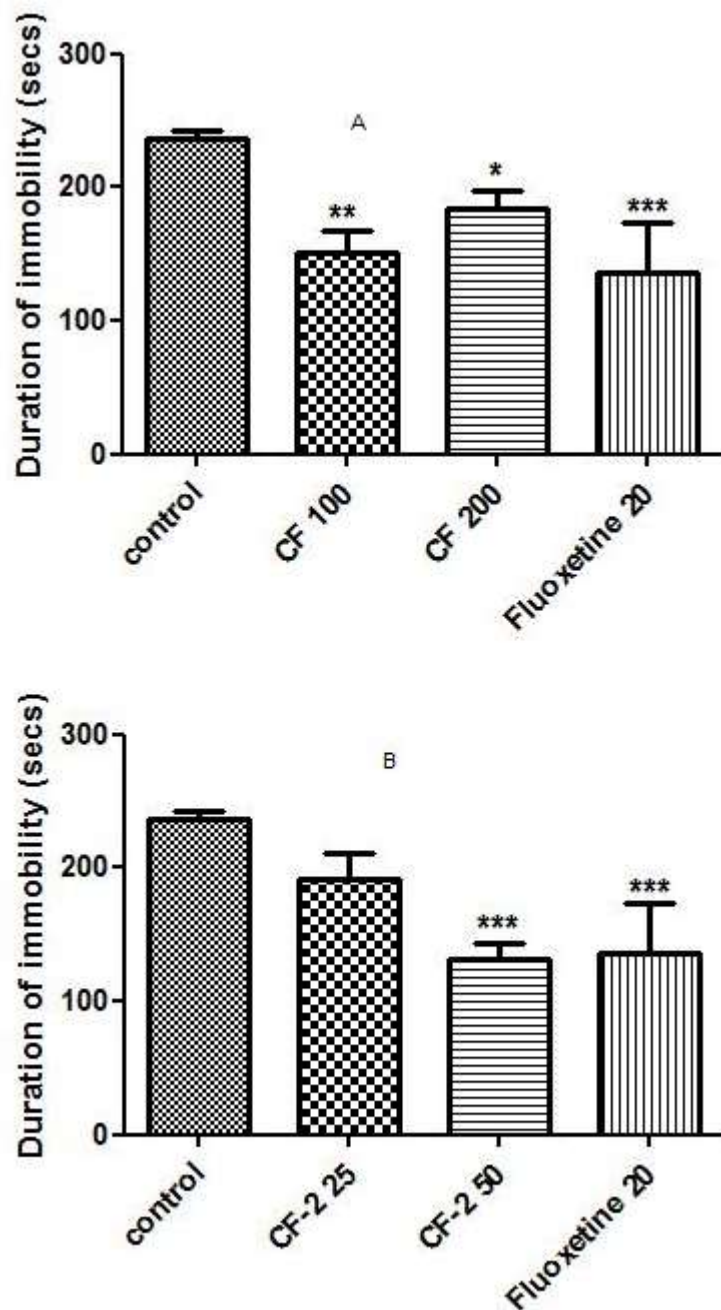 Duration of immobility (secs)
300
200
100
0
A
**
*
***
control
CF 100
CF 200
Fluoxetine 20
Duration of immobility (secs)
300
200
100
0
B
***
***
control
CF-2 25
CF-2 50
Fluoxetine 20